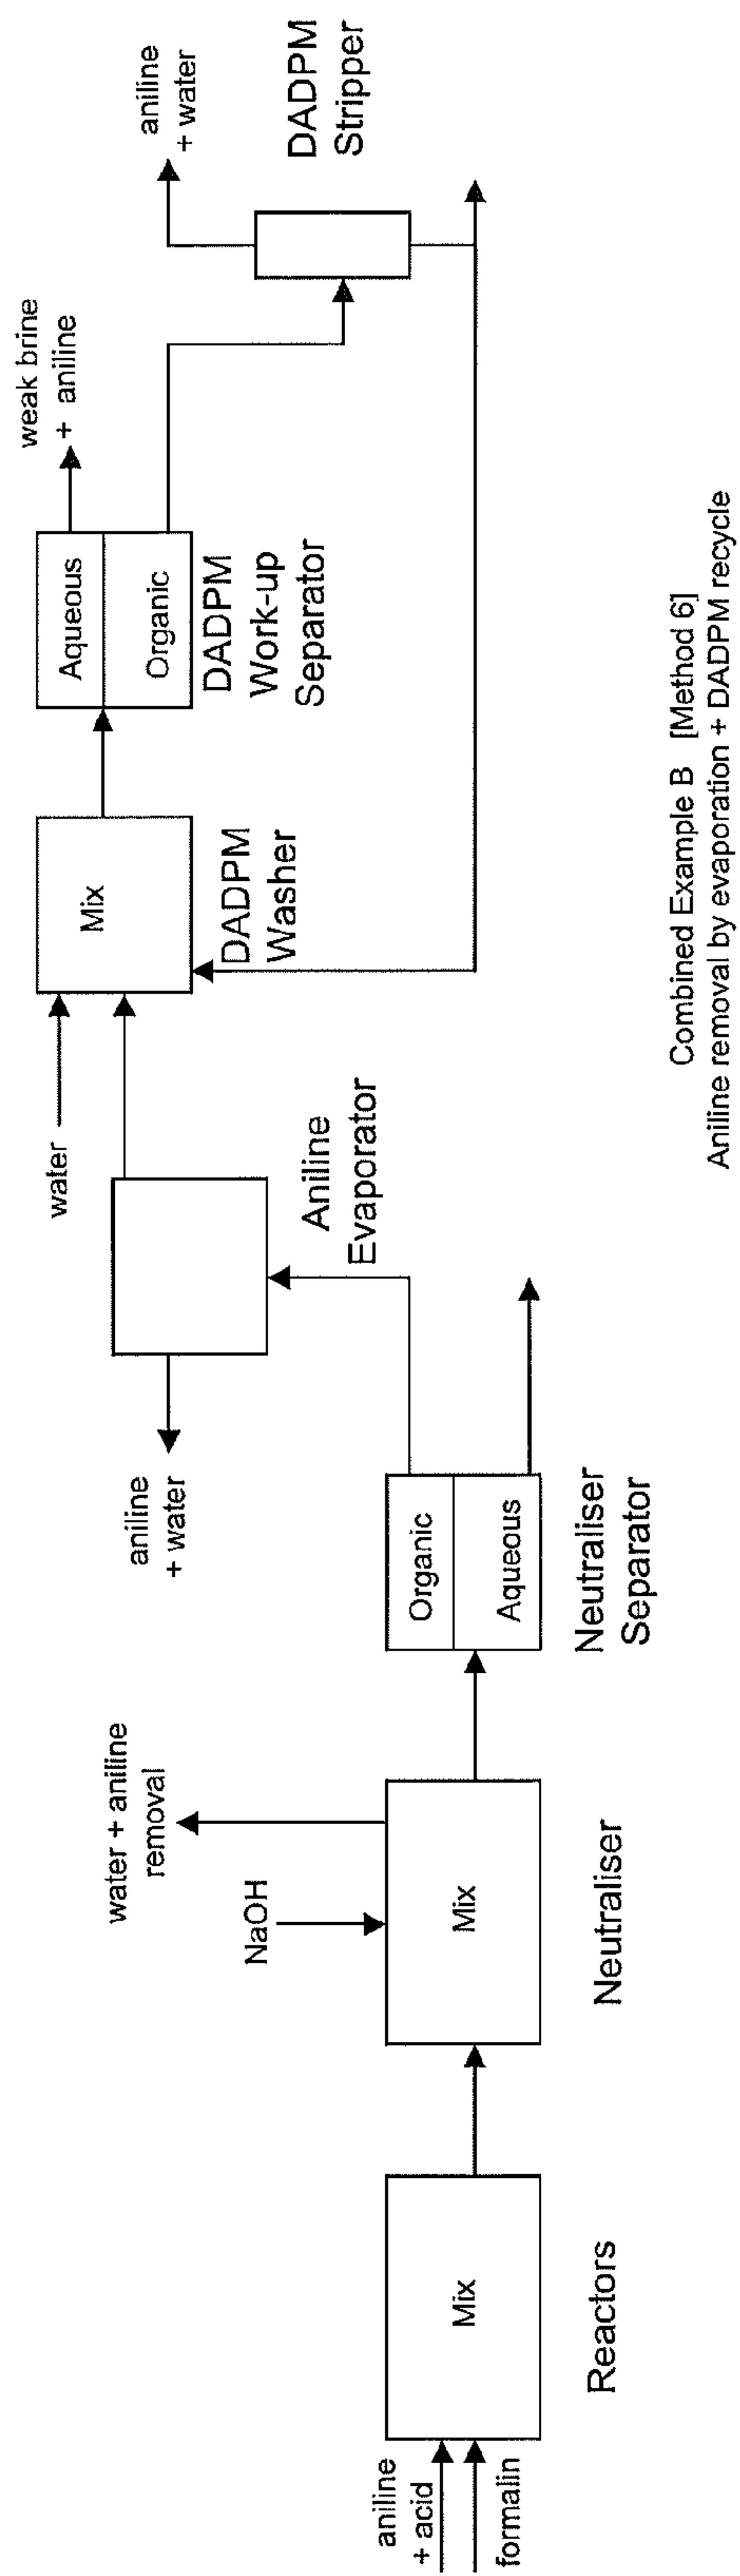 aniline
+ acid
formalin
Mix
Reactors
NaOH
water + aniline
removal
Mix
Neutraliser
Organic
Aqueous
Neutraliser
Separator
aniline
+ water
Aniline
Evaporator
water
Mix
DADPM
Washer
Aqueous
Organic
DADPM
Work-up
Separator
weak brine
+ aniline
aniline
+ water
DADPM
Stripper
Combined Example B [Method 6]
Aniline removal by evaporation + DADPM recycle